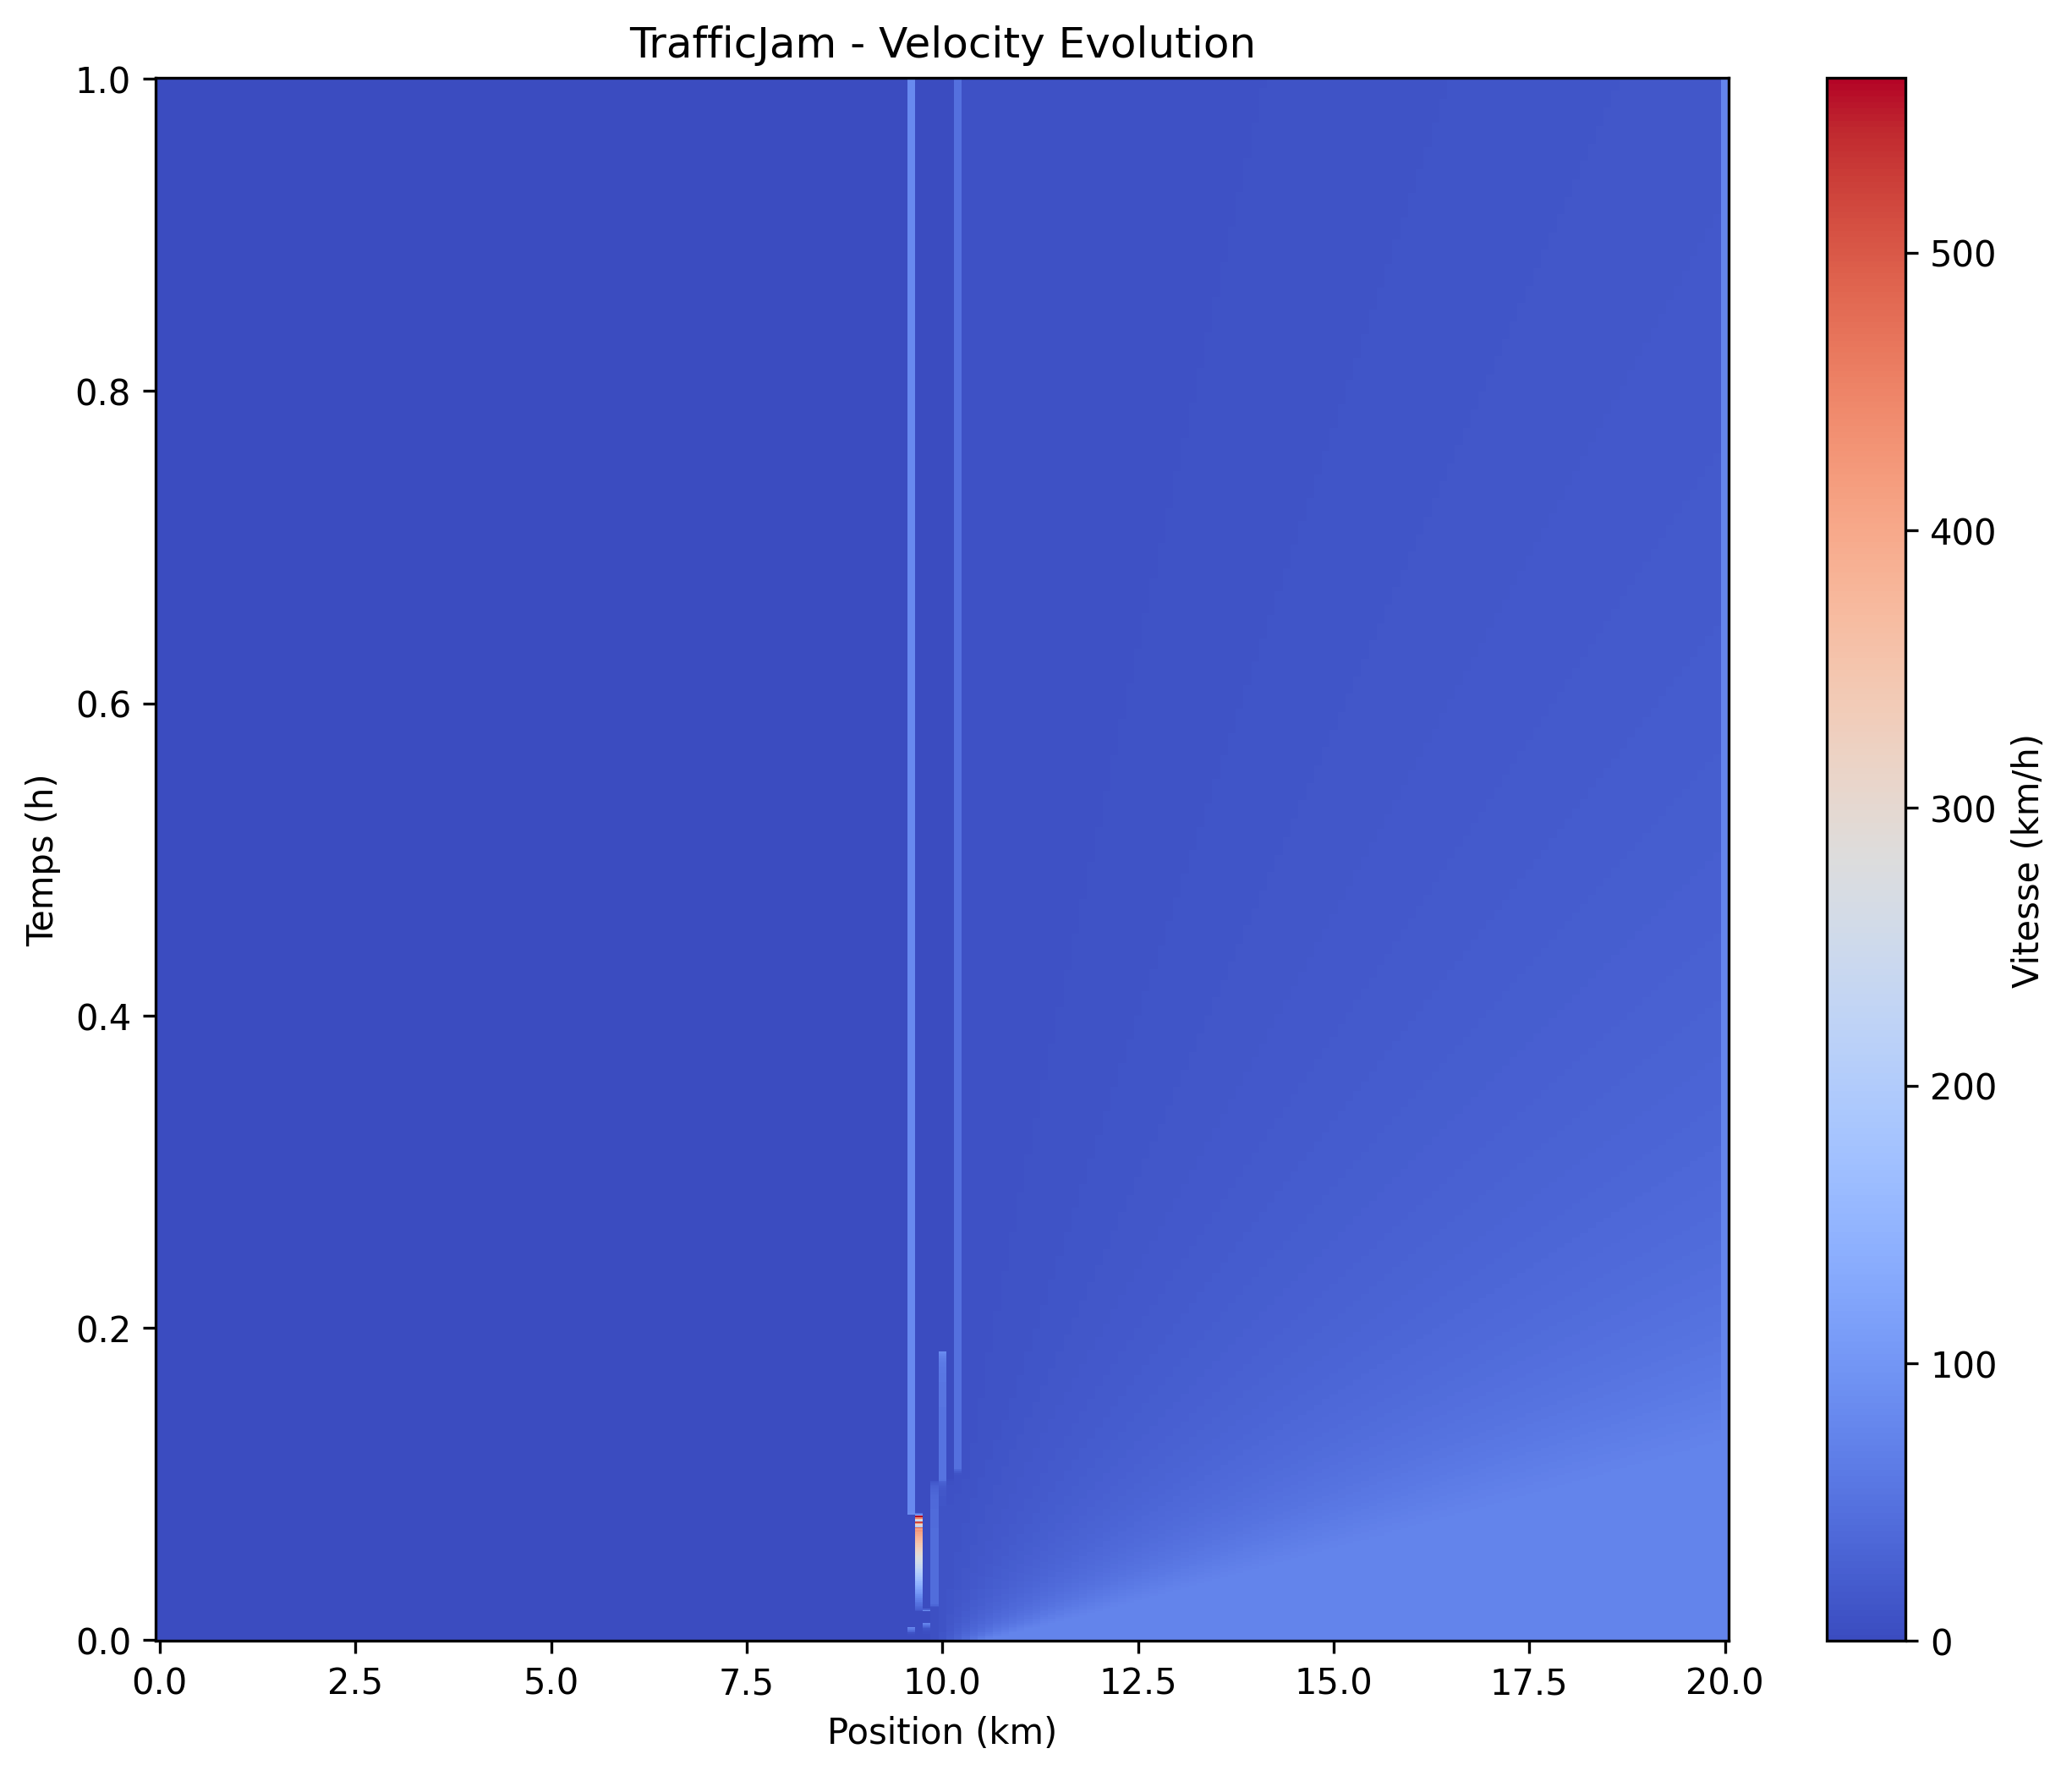 TrafficJam - Velocity Evolution
1.0
0.8
0.6
0.4
0.2
0.0
Temps (h)
0.0 2.5 5.0 7.5 10.0 12.5 15.0 17.5 20.0
Position (km)
500
400
300
200
100
0
Vitesse (km/h)